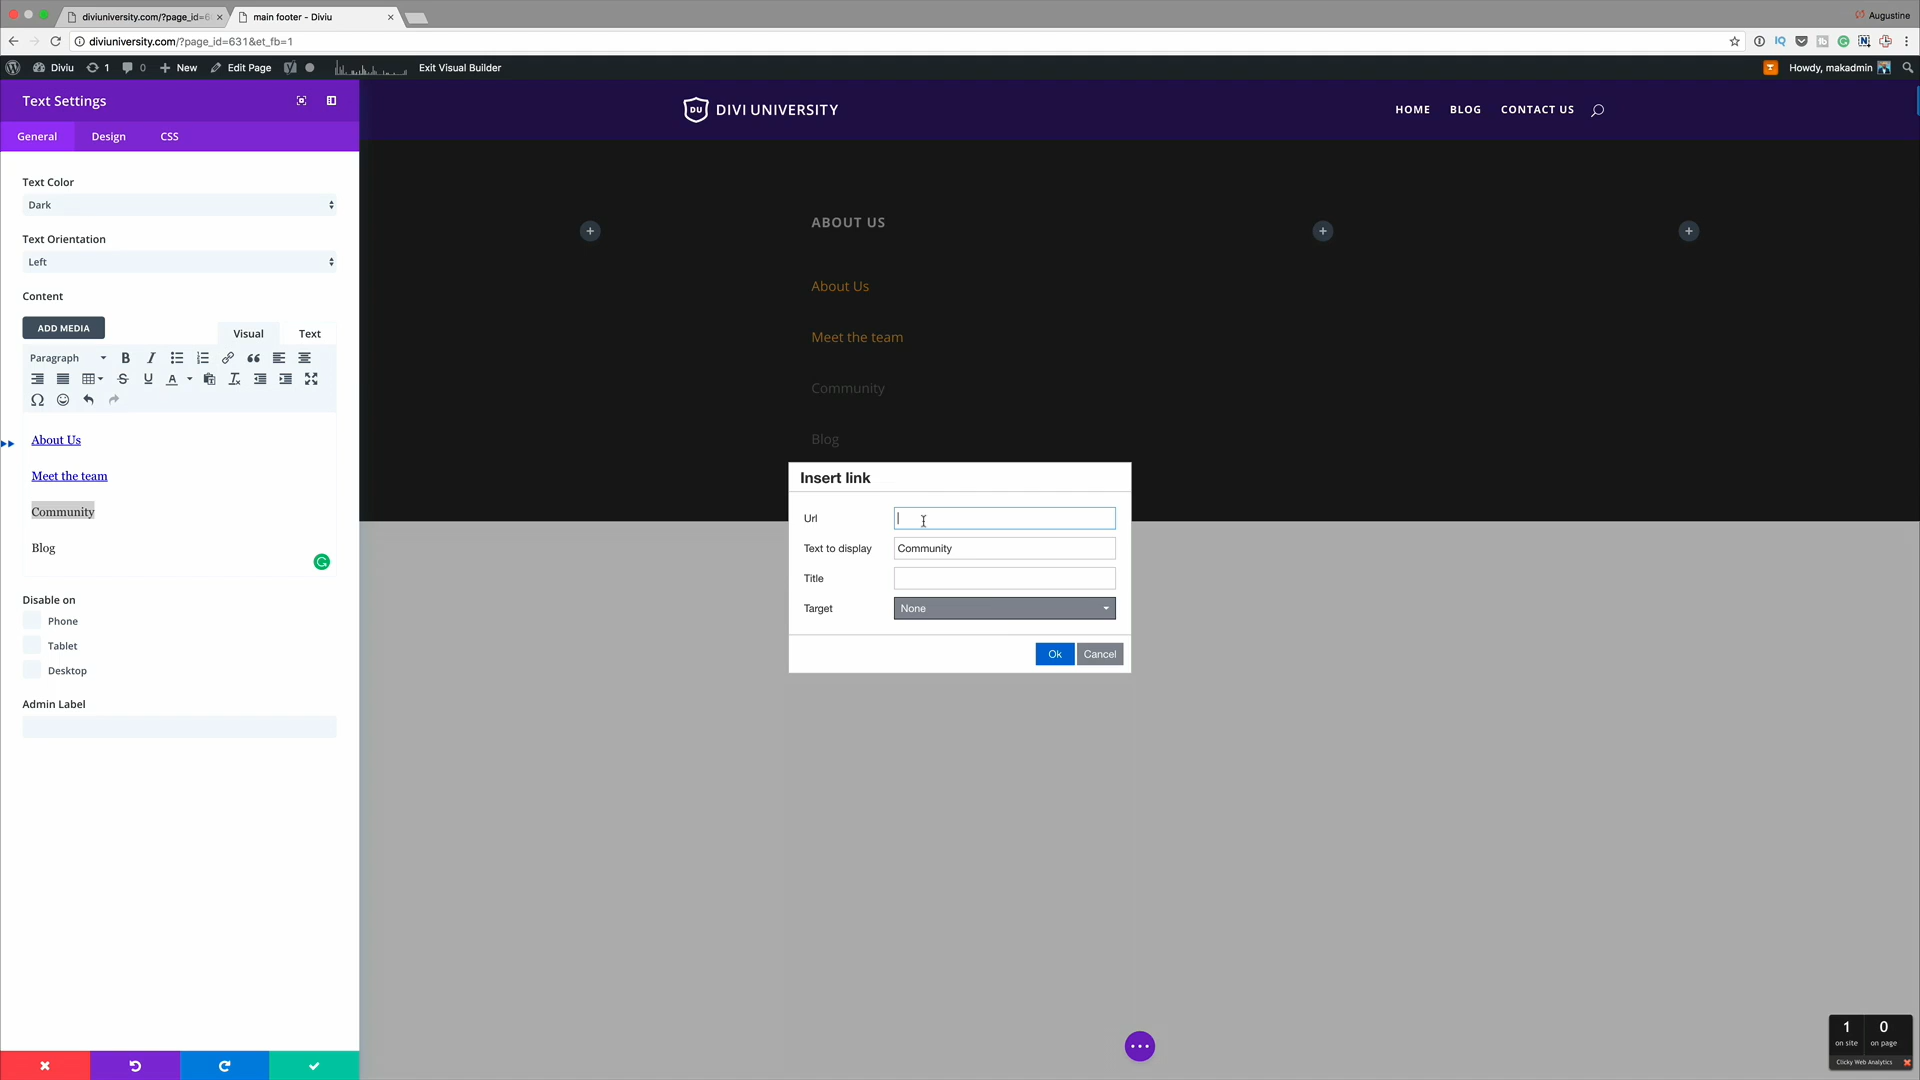 diviuniversity.com/?page_id=6
main footer - Diviu
Augustine
diviuniversity.com/?page_id=631&et_fb=1
Diviu
1
0
New
Edit Page
Exit Visual Builder
Howdy, makadmin
Text Settings
General
Design
CSS
DU
DIVI UNIVERSITY
HOME
BLOG
CONTACT US
Text Color
Dark
Text Orientation
Left
Content
ADD MEDIA
Visual
Text
Paragraph
About Us
Meet the team
Community
Blog
Disable on
Phone
Tablet
Desktop
Admin Label
ABOUT US
About Us
Meet the team
Community
Blog
Insert link
Url
Text to display
Community
Title
Target
None
Ok
Cancel
1
0
on site
on page
Clicky Web Analytics